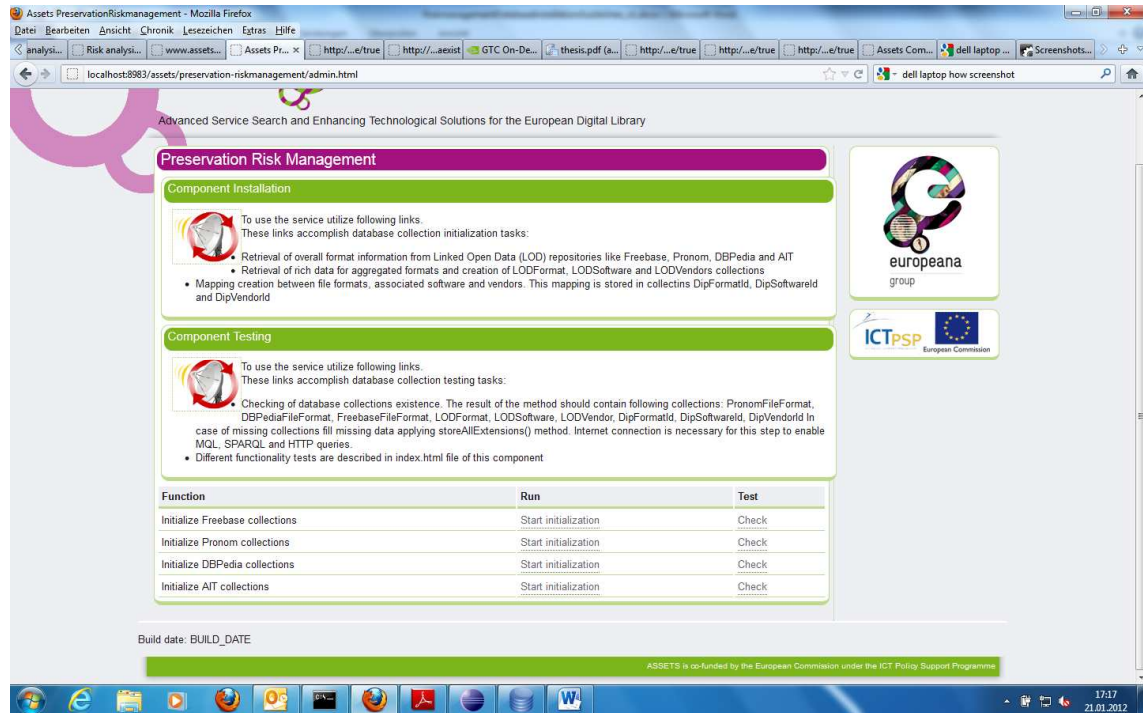 Assets PreservationRiskmanagement - Mozilla Firefox
Datei Bearbeiten Ansicht Chronik Lesezeichen Extras Hilfe
analysi... Risk analysi... www.assets... Assets Pr... × http:/...e/true http://...aexist GTC On-De... thesis.pdf (a... http:/...e/true http:/...e/true http:/...e/true Assets Com... dell laptop ... Screenshots...
localhost:8983/assets/preservation-riskmanagement/admin.html dell laptop how screenshot
Advanced Service Search and Enhancing Technological Solutions for the European Digital Library
Preservation Risk Management
Component Installation
To use the service utilize following links.
These links accomplish database collection initialization tasks:
• Retrieval of overall format information from Linked Open Data (LOD) repositories like Freebase, Pronom, DBPedia and AIT
• Retrieval of rich data for aggregated formats and creation of LODFormat, LODSoftware and LODVendors collections
• Mapping creation between file formats, associated software and vendors. This mapping is stored in collectins DipFormatId, DipSoftwareId
and DipVendorId
Component Testing
To use the service utilize following links.
These links accomplish database collection testing tasks:
• Checking of database collections existence. The result of the method should contain following collections: PronomFileFormat,
DBPediaFileFormat, FreebaseFileFormat, LODFormat, LODSoftware, LODVendor, DipFormatId, DipSoftwareId, DipVendorId In
case of missing collections fill missing data applying storeAllExtensions() method. Internet connection is necessary for this step to enable
MQL, SPARQL and HTTP queries.
• Different functionality tests are described in index.html file of this component
Function Run Test
Initialize Freebase collections Start initialization Check
Initialize Pronom collections Start initialization Check
Initialize DBPedia collections Start initialization Check
Initialize AIT collections Start initialization Check
europeana
group
ICTPSP
European Commission
Build date: BUILD_DATE
ASSETS is co-funded by the European Commission under the ICT Policy Support Programme
17:17
21.01.2012